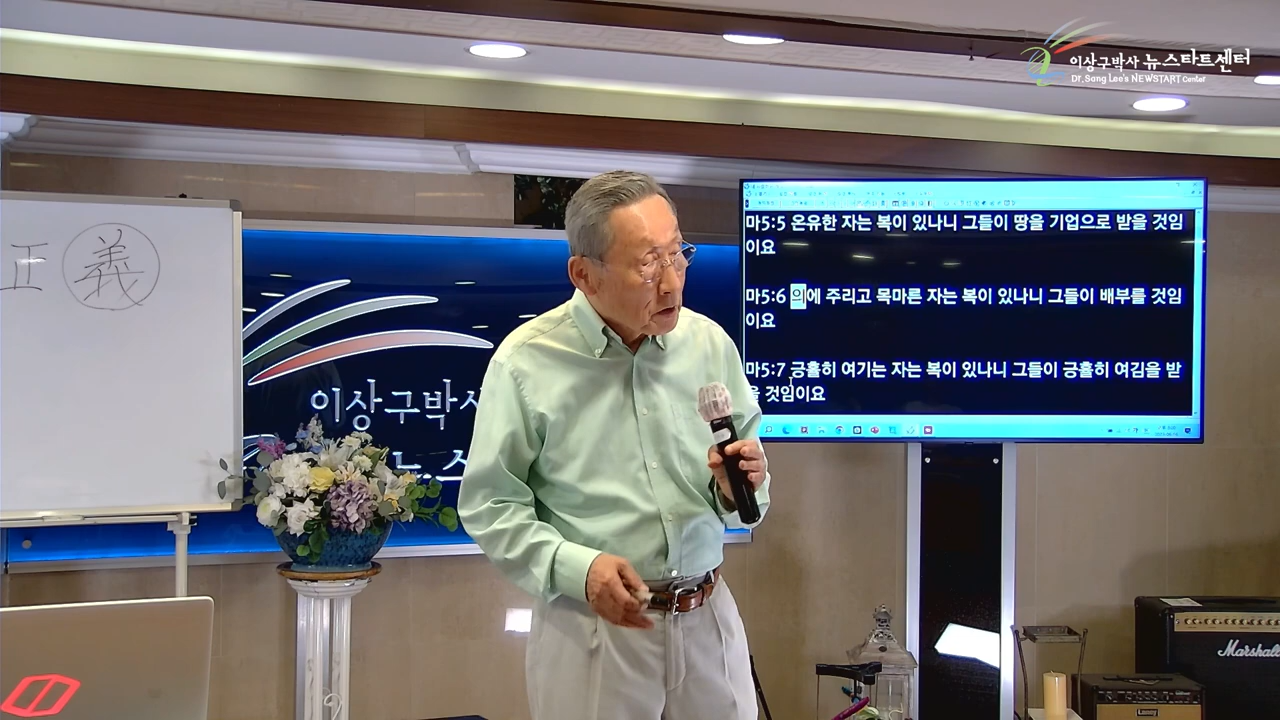 이상구박사 뉴스타트센터
Dr. Sang Lee's NEWSTART Center
正 義
이상구박사
뉴스
마5:5 온유한 자는 복이 있나니 그들이 땅을 기업으로 받을 것임
이요
마5:6 의에 주리고 목마른 자는 복이 있나니 그들이 배부를 것임
이요
마5:7 긍휼히 여기는 자는 복이 있나니 그들이 긍휼히 여김을 받
을 것임이요
Marshall
Laney